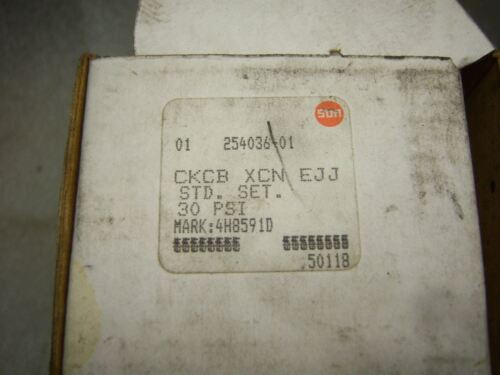 sun
01 254036-01
CKCB XCN EJJ
STD. SET.
30 PSI
MARK:4H8591D
50118